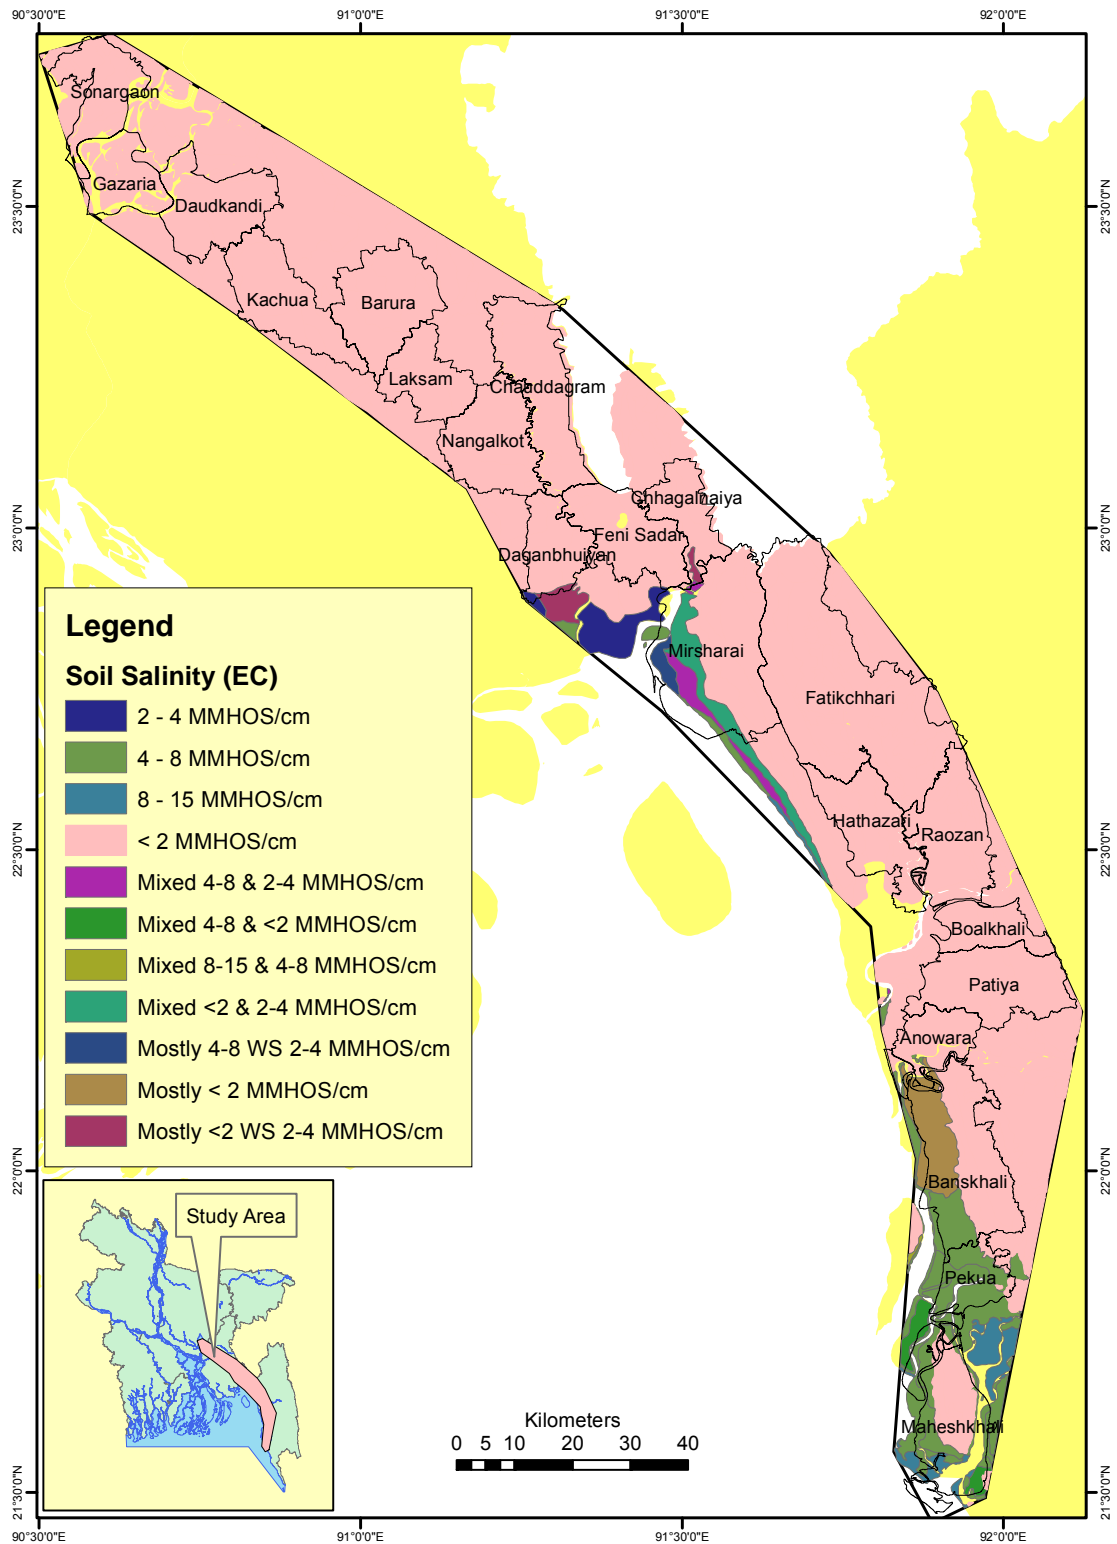 90°30'0"E 91°0'0"E 91°30'0"E 92°0'0"E
Sonargaon
Gazaria
23°30'0"N 23°30'0"N
Daudkandi
Kachua
Barura
Laksam
Chauddagram
Nangalkot
Chhagalnaiya
23°0'0"N 23°0'0"N
Feni Sadar
Daganbhuiyan
Mirsharai
Fatikchhari
Hathazari
Raozan
22°30'0"N 22°30'0"N
Boalkhali
Patiya
Anowara
22°0'0"N 22°0'0"N
Banskhali
Pekua
Maheshkhali
21°30'0"N 21°30'0"N
Legend
Soil Salinity (EC)
2 - 4 MMHOS/cm
4 - 8 MMHOS/cm
8 - 15 MMHOS/cm
< 2 MMHOS/cm
Mixed 4-8 & 2-4 MMHOS/cm
Mixed 4-8 & <2 MMHOS/cm
Mixed 8-15 & 4-8 MMHOS/cm
Mixed <2 & 2-4 MMHOS/cm
Mostly 4-8 WS 2-4 MMHOS/cm
Mostly < 2 MMHOS/cm
Mostly <2 WS 2-4 MMHOS/cm
Study Area
Kilometers
0 5 10 20 30 40
90°30'0"E 91°0'0"E 91°30'0"E 92°0'0"E